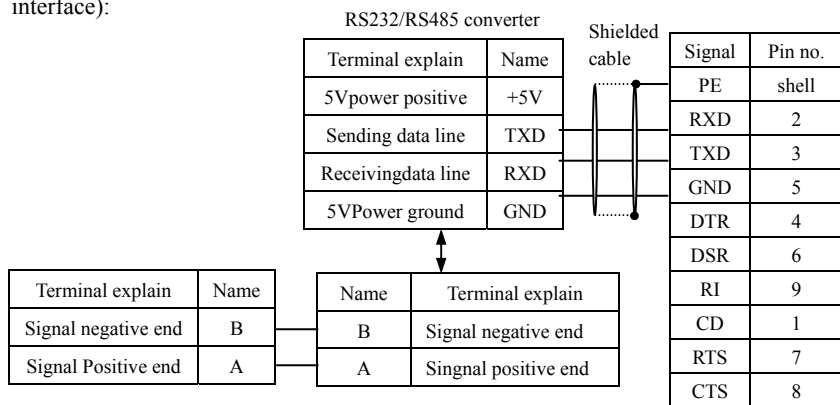 interface):
RS232/RS485 converter
Shielded
cable
Terminal explain Name
5Vpower positive +5V
Sending data line TXD
Receivingdata line RXD
5VPower ground GND
Signal Pin no.
PE shell
RXD 2
TXD 3
GND 5
DTR 4
DSR 6
RI 9
CD 1
RTS 7
CTS 8
Terminal explain Name
Signal negative end B
Signal Positive end A
Name Terminal explain
B Signal negative end
A Singnal positive end